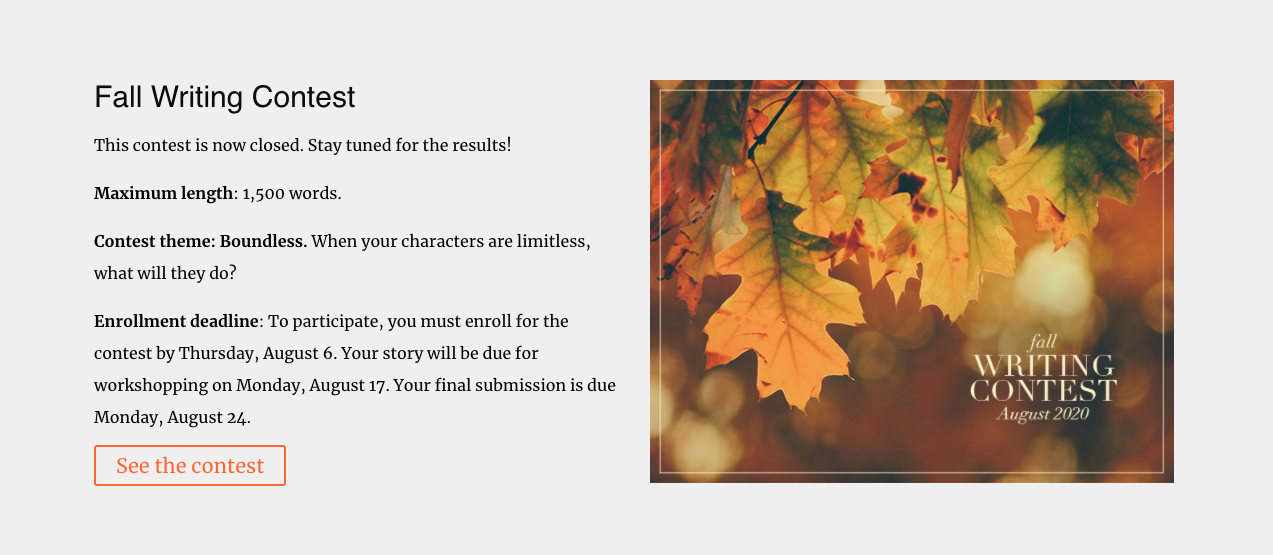 Fall Writing Contest
This contest is now closed. Stay tuned for the results!
Maximum length: 1,500 words.
Contest theme: Boundless. When your characters are limitless,
what will they do?
Enrollment deadline: To participate, you must enroll for the
contest by Thursday, August 6. Your story will be due for
workshopping on Monday, August 17. Your final submission is due
Monday, August 24.
See the contest
fall
WRITING
CONTEST
August 2020